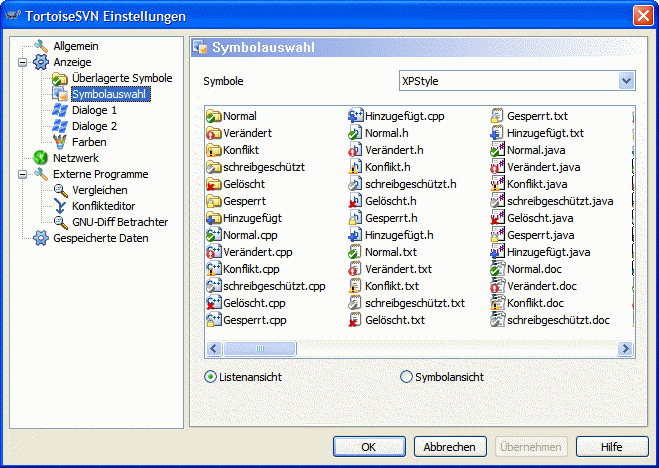 TortoiseSVN Einstellungen
Allgemein
Anzeige
Überlagerte Symbole
Symbolauswahl
Dialoge 1
Dialoge 2
Farben
Netzwerk
Externe Programme
Vergleichen
Konflikteditor
GNU-Diff Betrachter
Gespeicherte Daten
Symbolauswahl
Symbole
XPStyle
Normal
Verändert
Konflikt
schreibgeschützt
Gelöscht
Gesperrt
Hinzugefügt
Normal.cpp
Verändert.cpp
Konflikt.cpp
schreibgeschützt.cpp
Gelöscht.cpp
Gesperrt.cpp
Hinzugefügt.cpp
Normal.h
Verändert.h
Konflikt.h
schreibgeschützt.h
Gelöscht.h
Gesperrt.h
Hinzugefügt.h
Normal.txt
Verändert.txt
Konflikt.txt
schreibgeschützt.txt
Gelöscht.txt
Gesperrt.txt
Hinzugefügt.txt
Normal.java
Verändert.java
Konflikt.java
schreibgeschützt.java
Gelöscht.java
Gesperrt.java
Hinzugefügt.java
Normal.doc
Verändert.doc
Konflikt.doc
schreibgeschützt.doc
Listenansicht
Symbolansicht
OK
Abbrechen
Übernehmen
Hilfe